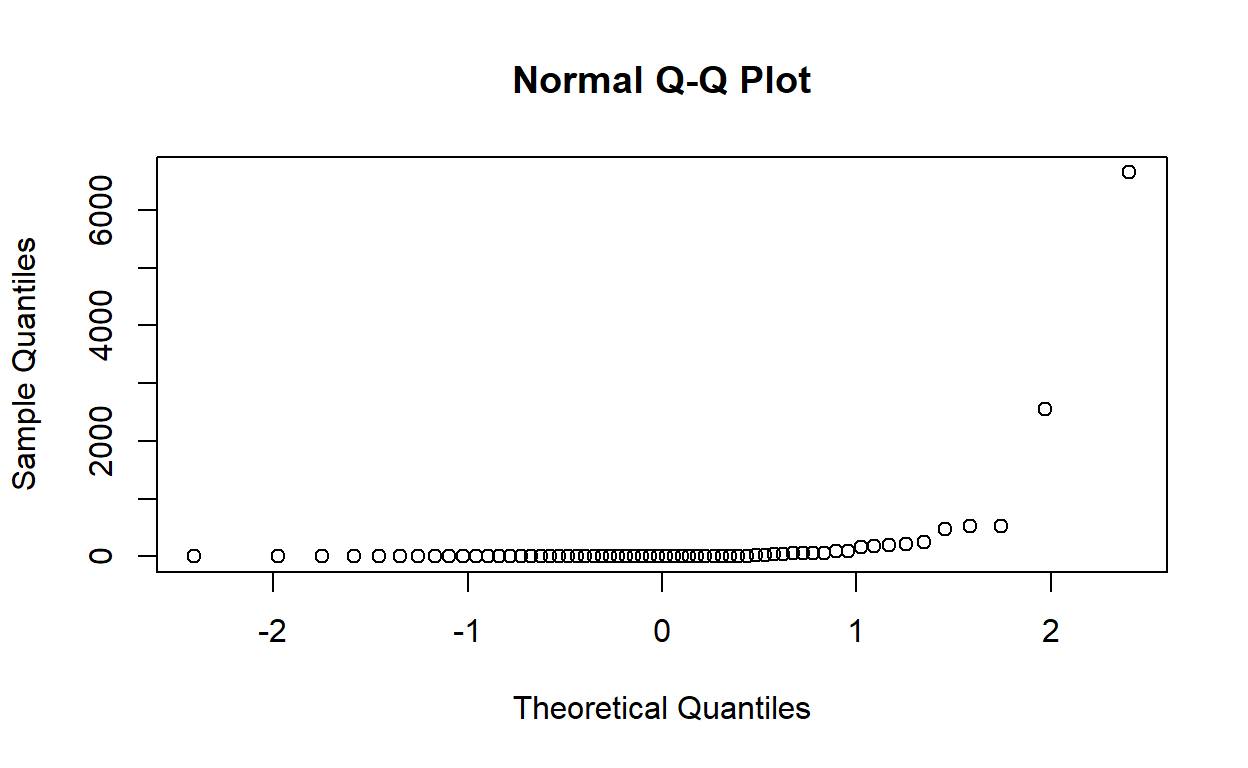 Normal Q-Q Plot
Sample Quantiles
6000
4000
2000
0
-2 -1 0 1 2
Theoretical Quantiles